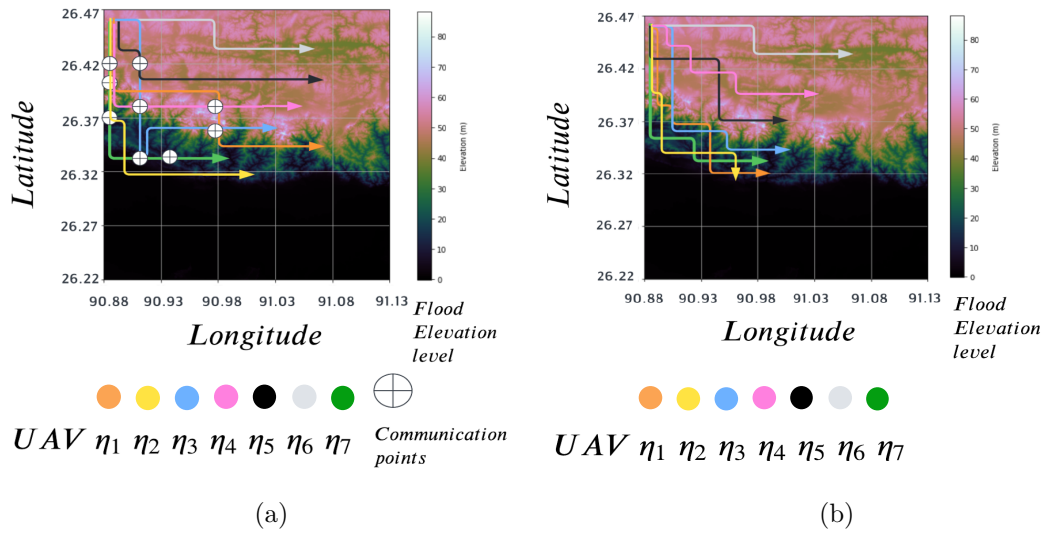 26.47
26.42
26.37
26.32
26.27
26.22
Latitude
90.88 90.93 90.98 91.03 91.08 91.13
Longitude
80
70
60
50
40
30
20
10
0
Elevation (m)
Flood
Elevation
level
UAV η1 η2 η3 η4 η5 η6 η7
Communication
points
(a)
26.47
26.42
26.37
26.32
26.27
26.22
Latitude
90.88 90.93 90.98 91.03 91.08 91.13
Longitude
80
70
60
50
40
30
20
10
0
Elevation (m)
Flood
Elevation
level
UAV η1 η2 η3 η4 η5 η6 η7
(b)